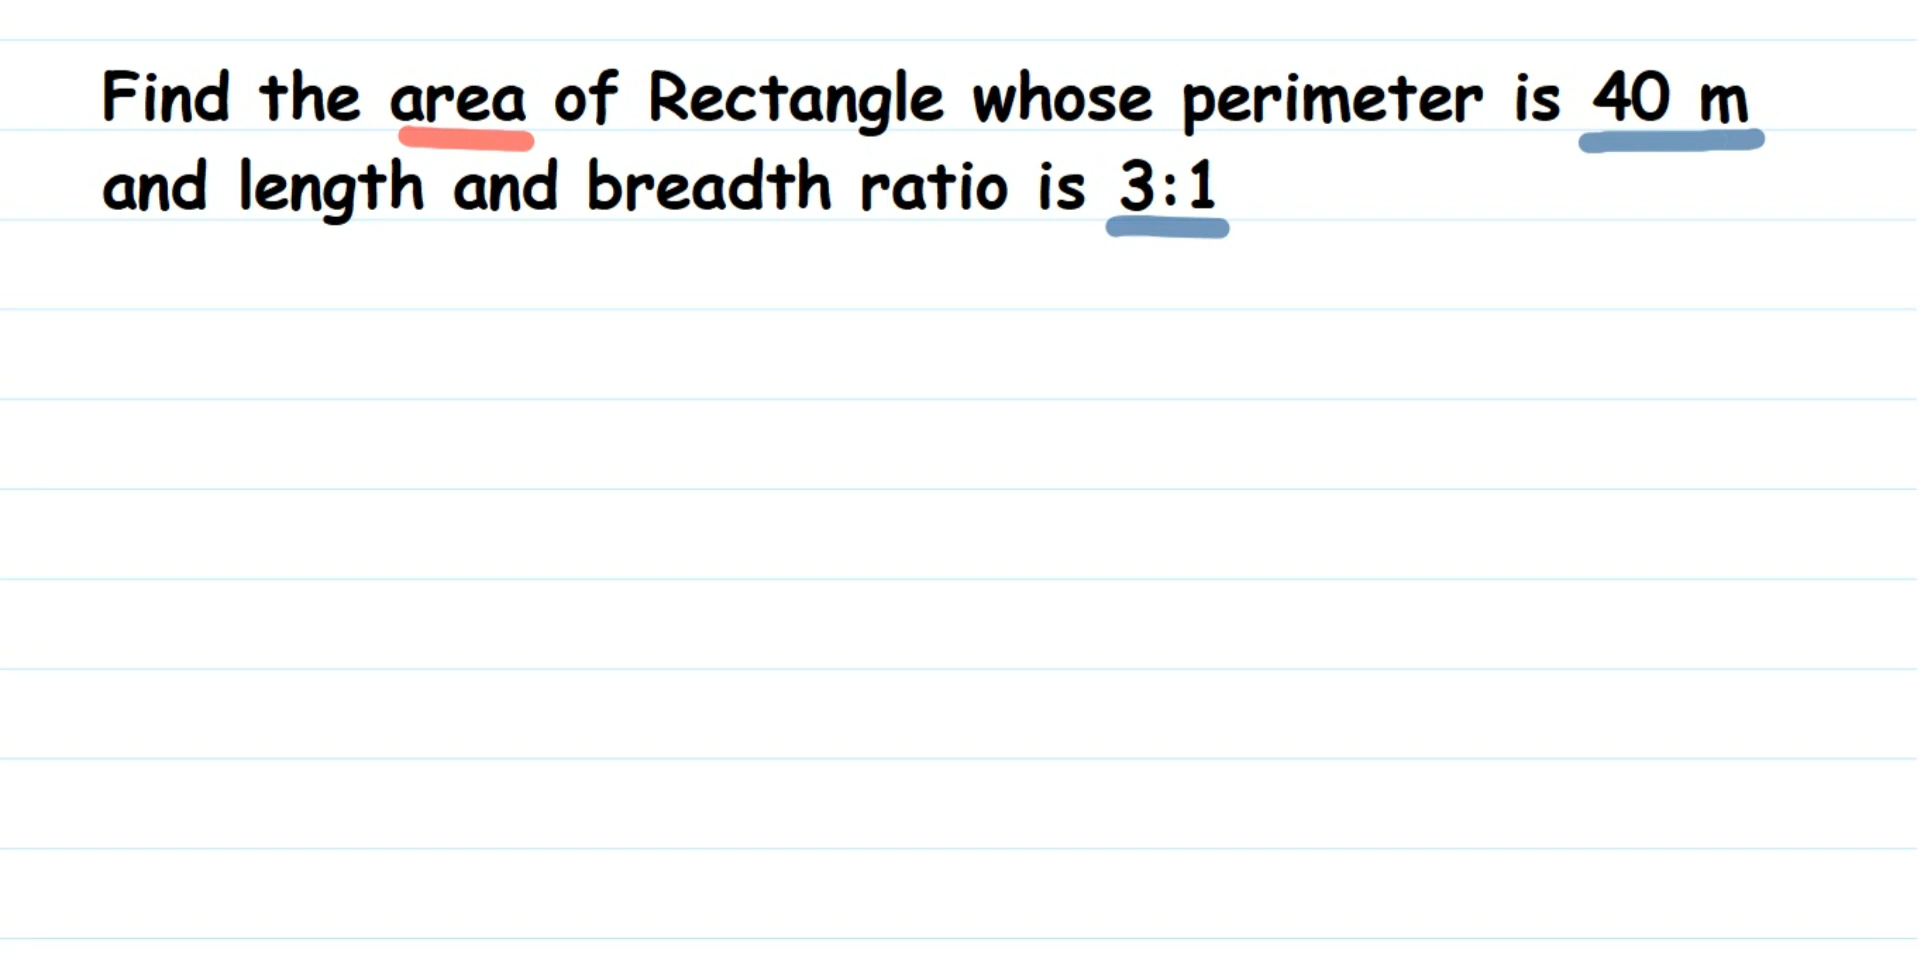 Find the area of Rectangle whose perimeter is 40 m
and length and breadth ratio is 3:1